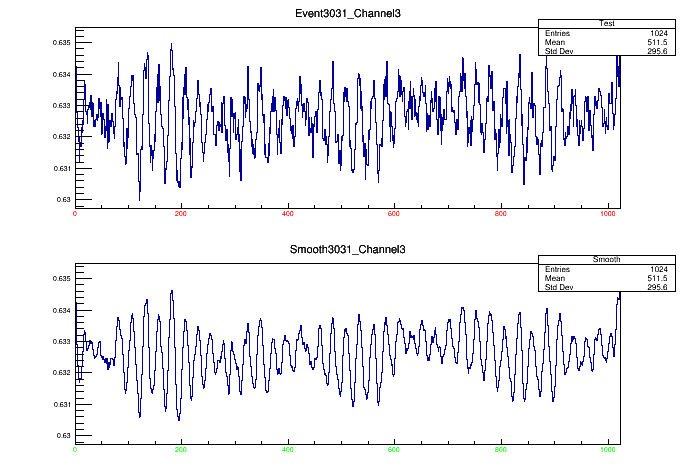 Event3031_Channel3
Test
Entries 1024
Mean 511.5
Std Dev 295.6
0.635
0.634
0.633
0.632
0.631
0.63
0 200 400 600 800 1000
Smooth3031_Channel3
Smooth
Entries 1024
Mean 511.5
Std Dev 295.6
0.635
0.634
0.633
0.632
0.631
0.63
0 200 400 600 800 1000